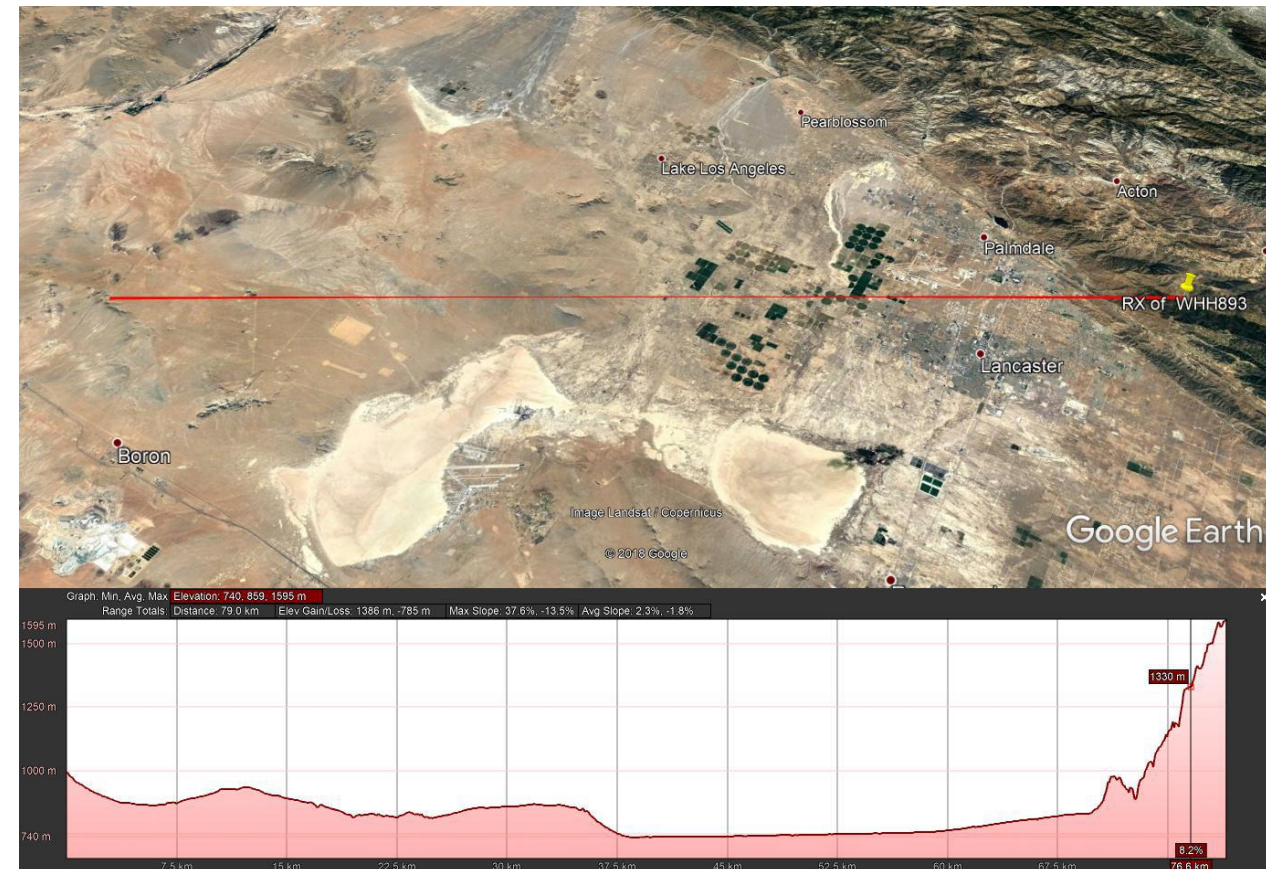 Pearblossom
Lake Los Angeles
Acton
Palmdale
RX of WHH893
Lancaster
Boron
Image Landsat / Copernicus
© 2018 Google
Google Earth
Graph: Min, Avg, Max Elevation: 740, 859, 1595 m
Range Totals: Distance: 79.0 km Elev Gain/Loss: 1386 m, -785 m Max Slope: 37.6%, -13.5% Avg Slope: 2.3%, -1.8%
1595 m
1500 m
1330 m
1250 m
1000 m
740 m
8.2%
7.5 km 15 km 22.5 km 30 km 37.5 km 45 km 52.5 km 60 km 67.5 km 76.6 km